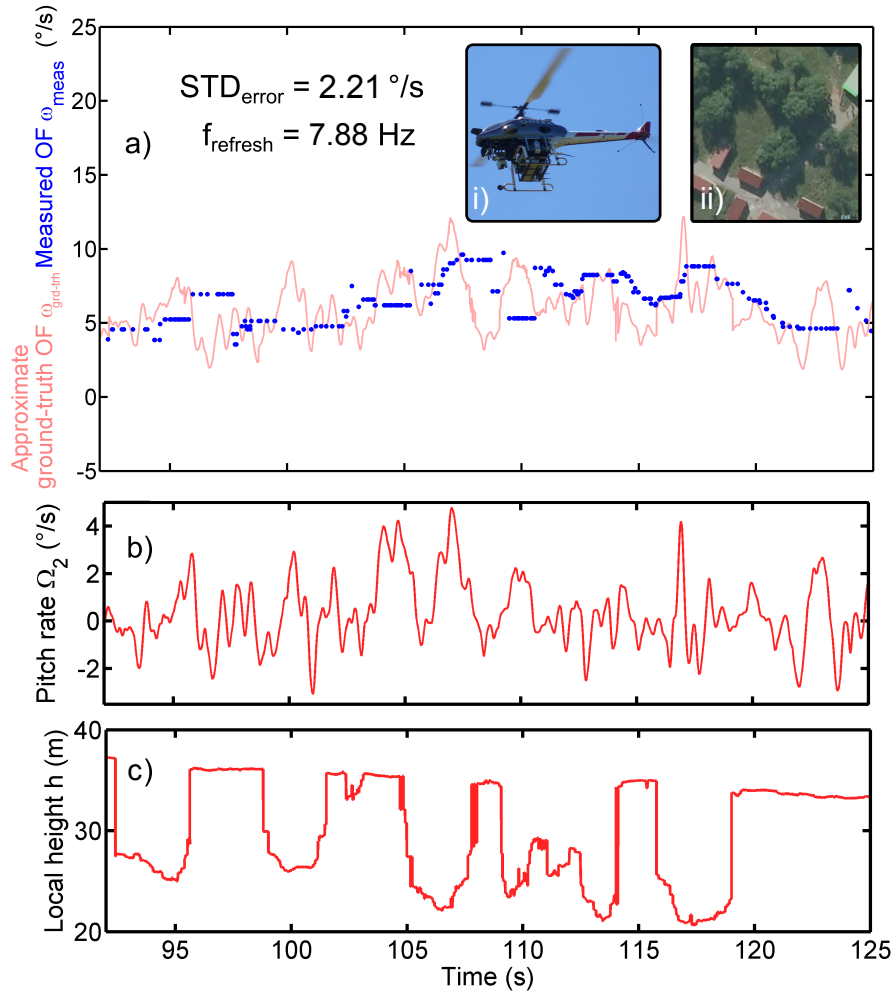 Approximate
ground-truth OF ω_grd-trh Measured OF ω_meas (°/s)
25
20
15
10
5
0
-5
a)
STD_error = 2.21 °/s
f_refresh = 7.88 Hz
i)
ii)
Pitch rate Ω_2 (°/s)
4
2
0
-2
b)
Local height h (m)
40
30
20
c)
95 100 105 110 115 120 125
Time (s)